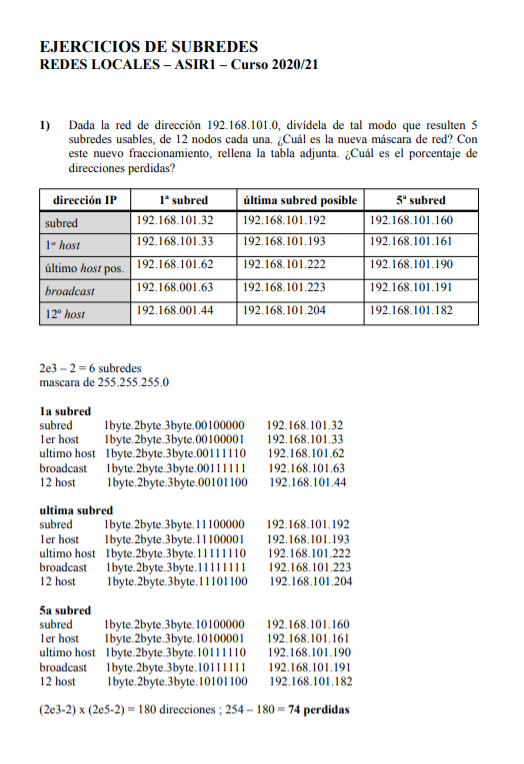 EJERCICIOS DE SUBREDES
REDES LOCALES – ASIR1 – Curso 2020/21
1) Dada la red de dirección 192.168.101.0, divídela de tal modo que resulten 5
subredes usables, de 12 nodos cada una. ¿Cuál es la nueva máscara de red? Con
este nuevo fraccionamiento, rellena la tabla adjunta. ¿Cuál es el porcentaje de
direcciones perdidas?
dirección IP 1ª subred última subred posible 5ª subred
subred 192.168.101.32 192.168.101.192 192.168.101.160
1er host 192.168.101.33 192.168.101.193 192.168.101.161
último host pos. 192.168.101.62 192.168.101.222 192.168.101.190
broadcast 192.168.001.63 192.168.101.223 192.168.101.191
12º host 192.168.001.44 192.168.101.204 192.168.101.182
2e3 – 2 = 6 subredes
mascara de 255.255.255.0
1a subred
subred 1byte.2byte.3byte.00100000 192.168.101.32
1er host 1byte.2byte.3byte.00100001 192.168.101.33
ultimo host 1byte.2byte.3byte.00111110 192.168.101.62
broadcast 1byte.2byte.3byte.00111111 192.168.101.63
12 host 1byte.2byte.3byte.00101100 192.168.101.44
ultima subred
subred 1byte.2byte.3byte.11100000 192.168.101.192
1er host 1byte.2byte.3byte.11100001 192.168.101.193
ultimo host 1byte.2byte.3byte.11111110 192.168.101.222
broadcast 1byte.2byte.3byte.11111111 192.168.101.223
12 host 1byte.2byte.3byte.11101100 192.168.101.204
5a subred
subred 1byte.2byte.3byte.10100000 192.168.101.160
1er host 1byte.2byte.3byte.10100001 192.168.101.161
ultimo host 1byte.2byte.3byte.10111110 192.168.101.190
broadcast 1byte.2byte.3byte.10111111 192.168.101.191
12 host 1byte.2byte.3byte.10101100 192.168.101.182
(2e3-2) x (2e5-2) = 180 direcciones ; 254 – 180 = 74 perdidas